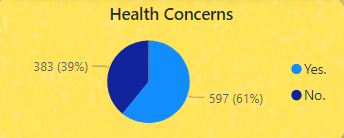 Health Concerns
383 (39%)
597 (61%)
Yes.
No.